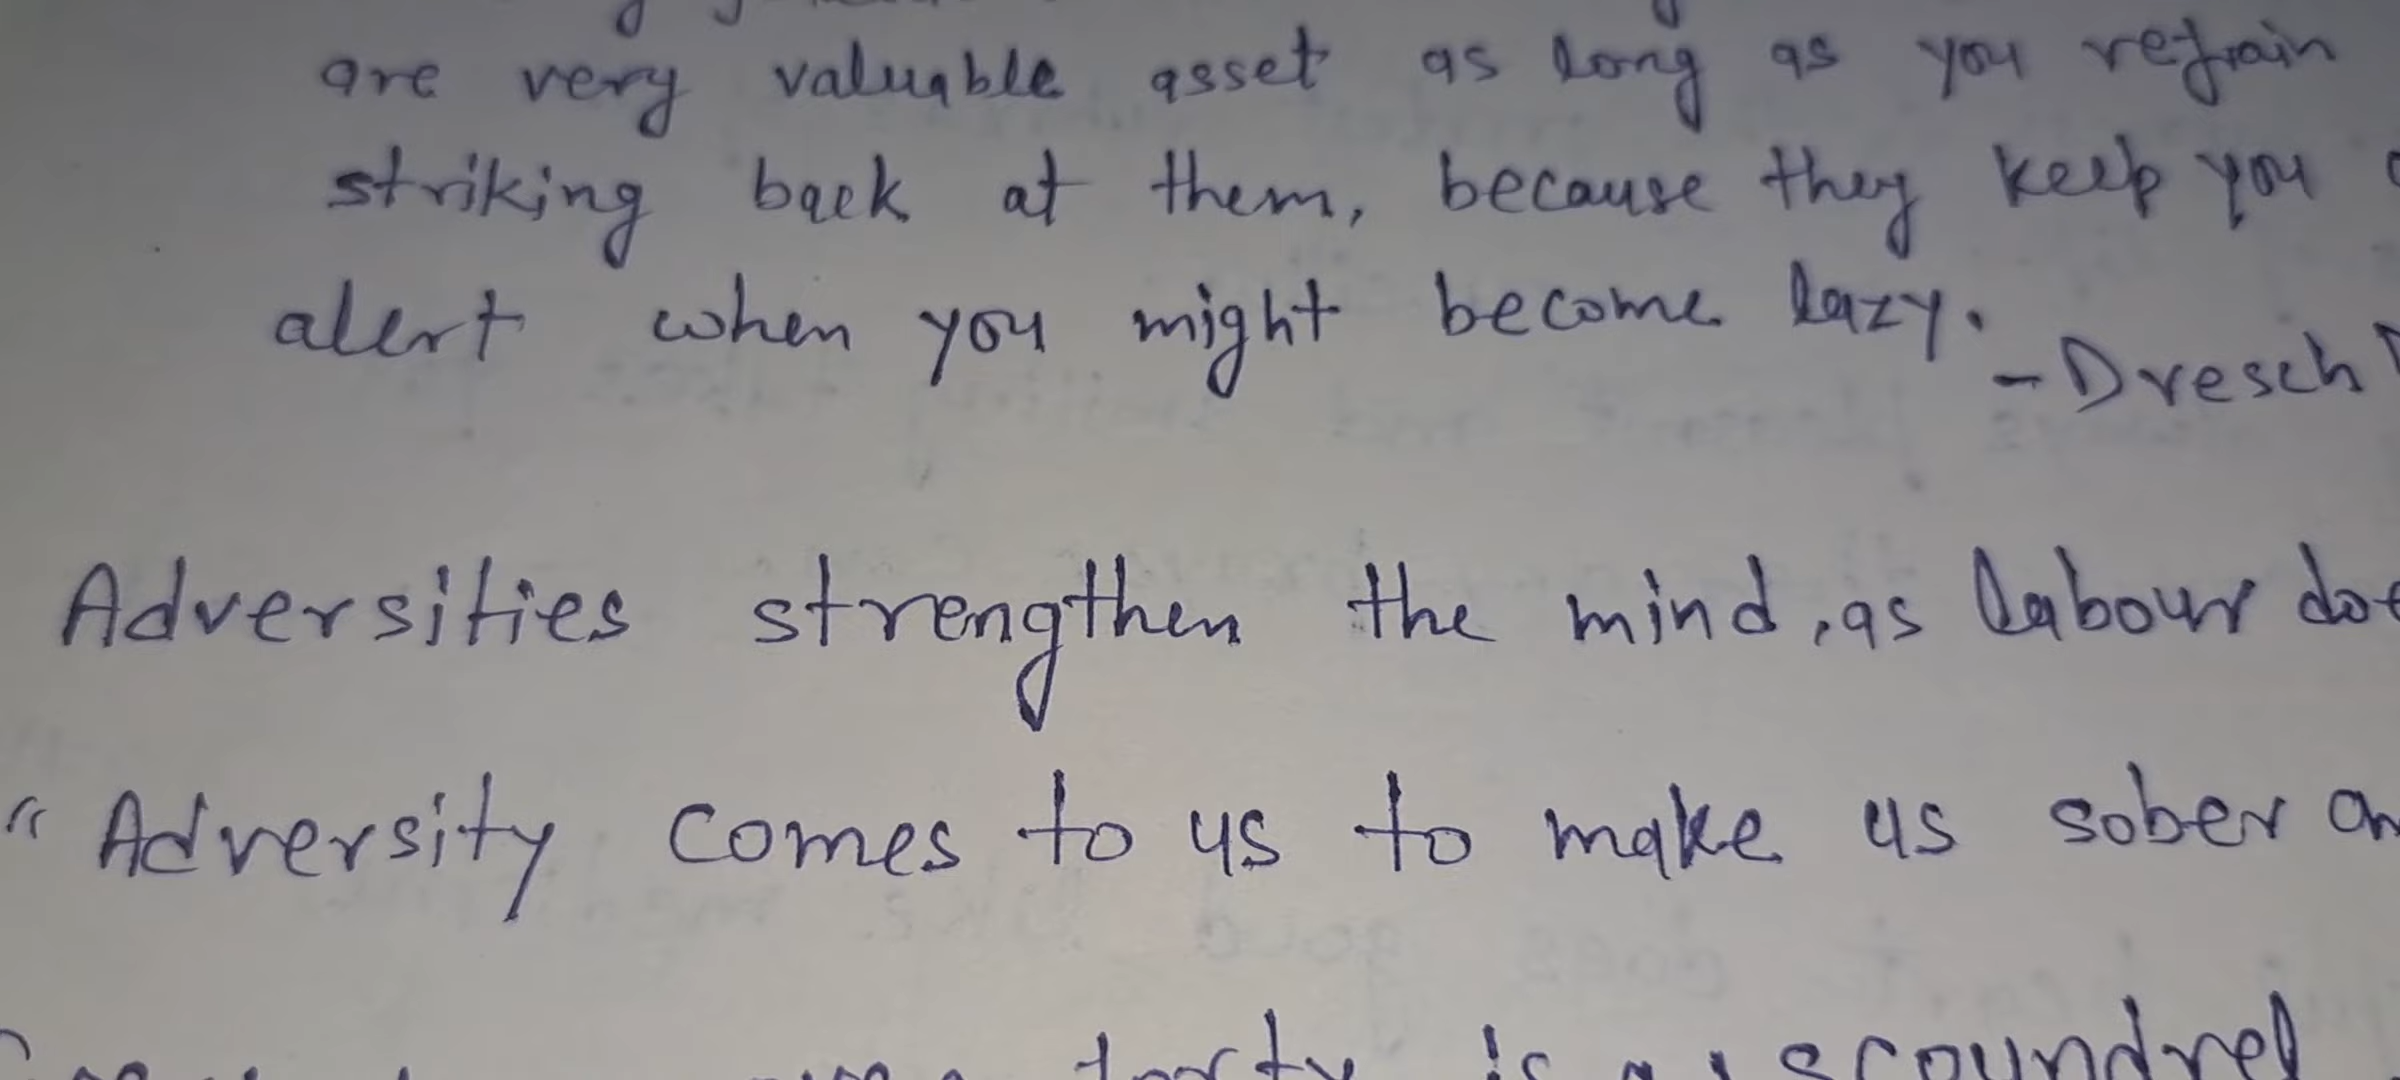 are very valuable asset as long as you refrain
striking back at them, because they keep you
alert when you might become lazy.
- Dresch
Adversities strengthen the mind, as labour
"Adversity comes to us to make us sober
forty is a scoundrel